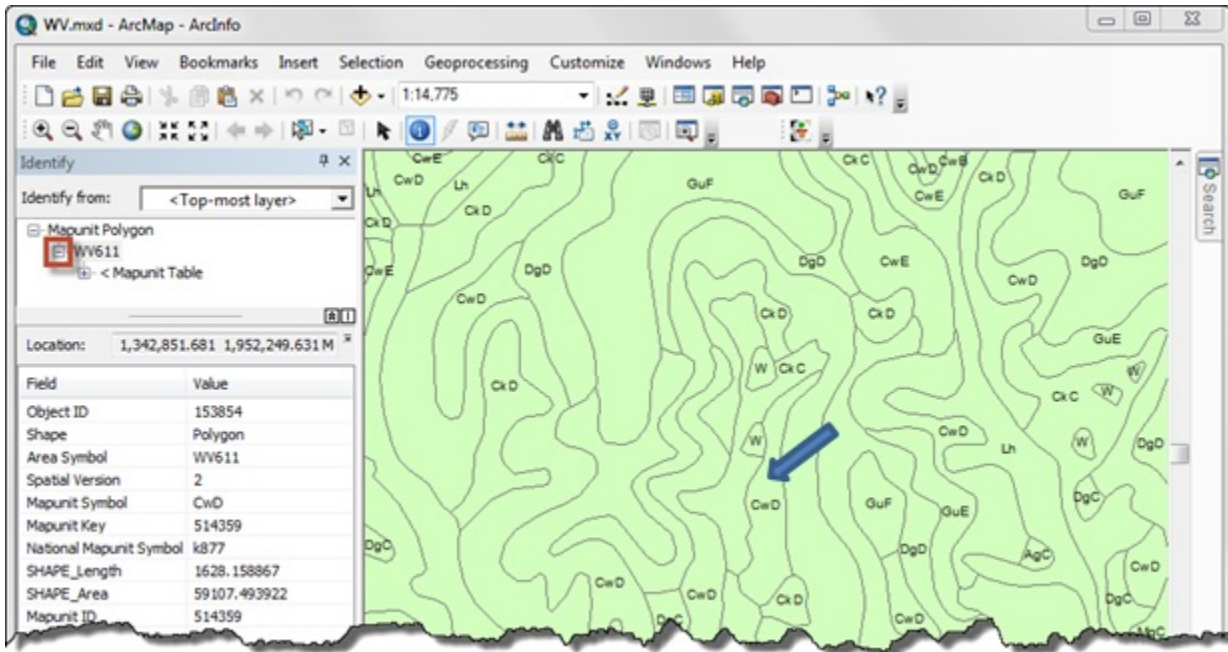 WV.mxd - ArcMap - ArcInfo
File Edit View Bookmarks Insert Selection Geoprocessing Customize Windows Help
1:14,775
Identify
Identify from: <Top-most layer>
Mapunit Polygon
WV611
< Mapunit Table
Location: 1,342,851.681 1,952,249.631 M
Field Value
Object ID 153854
Shape Polygon
Area Symbol WV611
Spatial Version 2
Mapunit Symbol CwD
Mapunit Key 514359
National Mapunit Symbol k877
SHAPE_Length 1628.158867
SHAPE_Area 59107.493922
Mapunit ID 514359
Search
CwE CkC CkC CwD CwB
Lh CwD Lh GuF CwE CkD GuF
CkD CkD
CwE DgD DgD CwE CwD DgD
CwD CkD CkD GuE
CkD W CkC CkC W W
W CwD Lh W DgD
CwD GuF GuE DgC
DgC DgD AgC CwD
CwD CwD CkD DgC
CwD